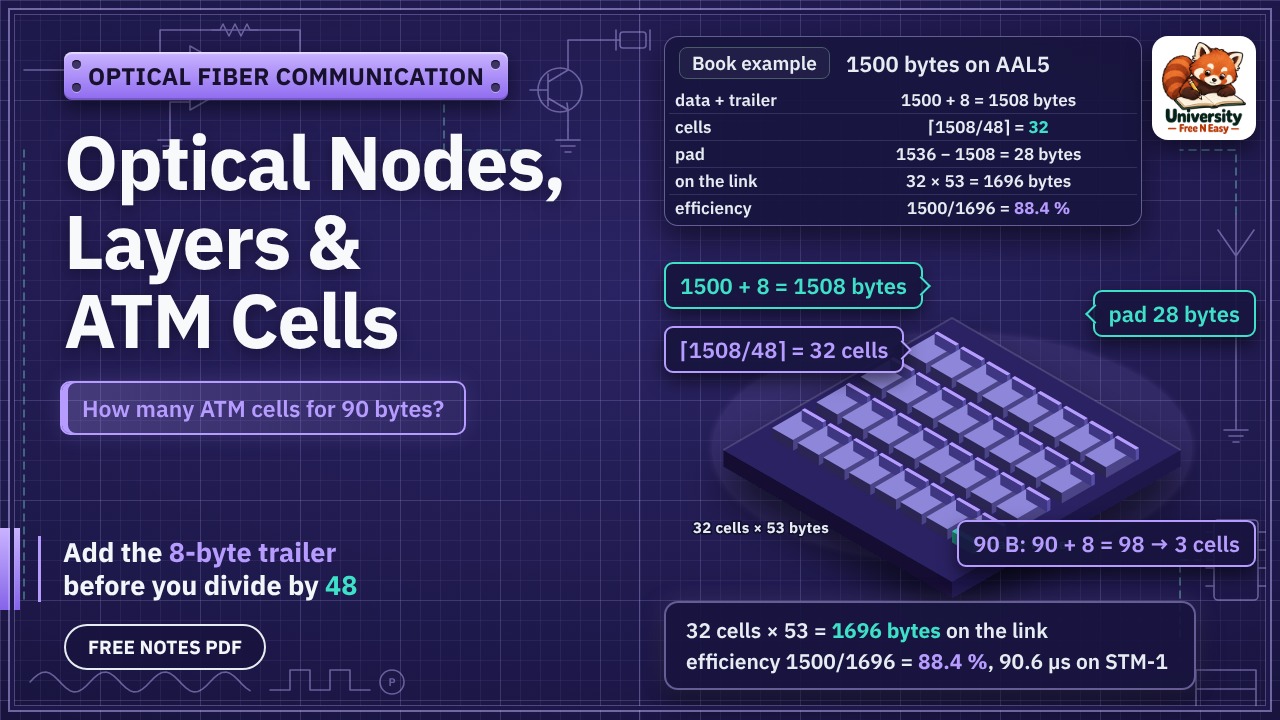 OPTICAL FIBER COMMUNICATION
Optical Nodes,
Layers &
ATM Cells
How many ATM cells for 90 bytes?
Add the 8-byte trailer
before you divide by 48
FREE NOTES PDF
P
Book example 1500 bytes on AAL5
data + trailer 1500 + 8 = 1508 bytes
cells ⌈1508/48⌉ = 32
pad 1536 − 1508 = 28 bytes
on the link 32 × 53 = 1696 bytes
efficiency 1500/1696 = 88.4 %
University
Free N Easy
1500 + 8 = 1508 bytes
pad 28 bytes
⌈1508/48⌉ = 32 cells
32 cells × 53 bytes
90 B: 90 + 8 = 98 → 3 cells
32 cells × 53 = 1696 bytes on the link
efficiency 1500/1696 = 88.4 %, 90.6 µs on STM-1